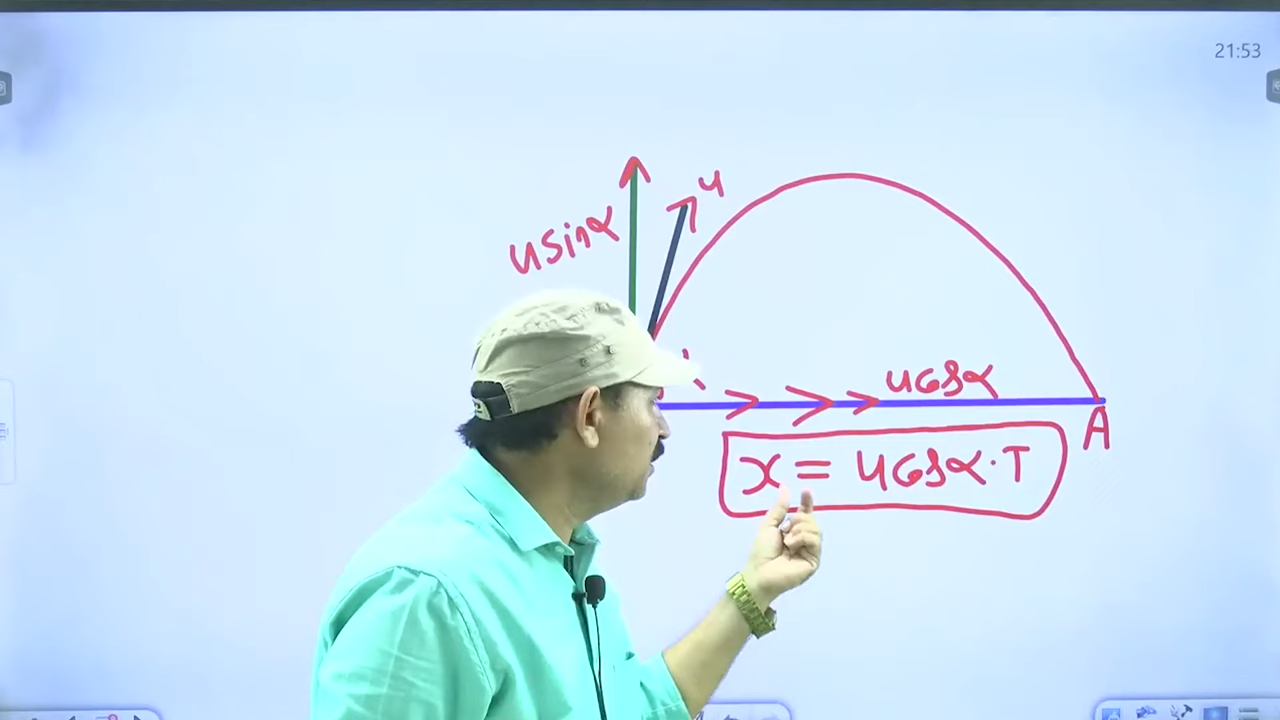 21:53
u
usinα
ucosα
A
x = ucosα·T